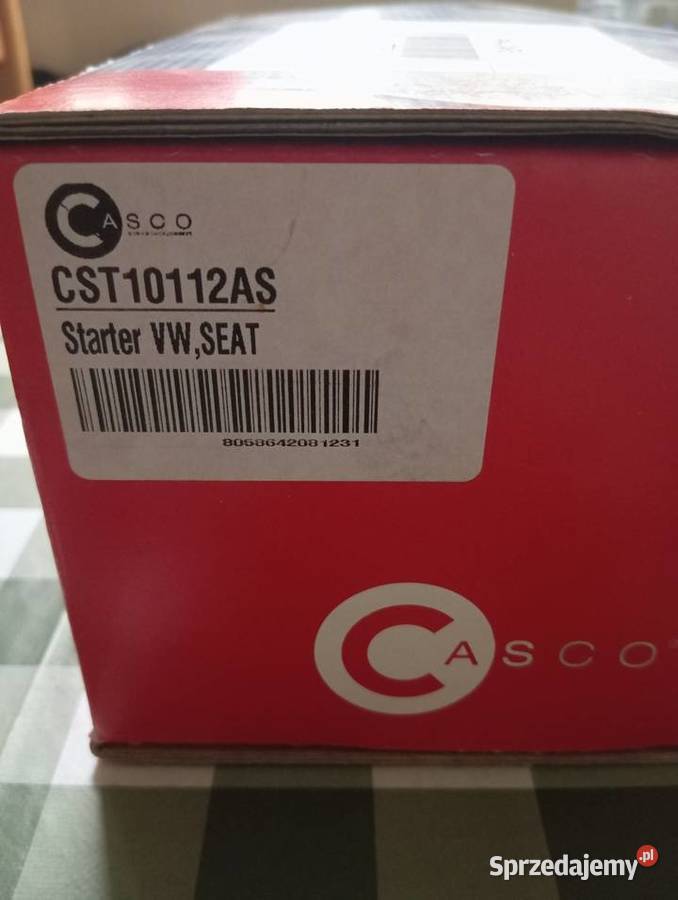 CASCO
CST10112AS
Starter VW,SEAT
8058642081231
CASCO
Sprzedajemy.pl